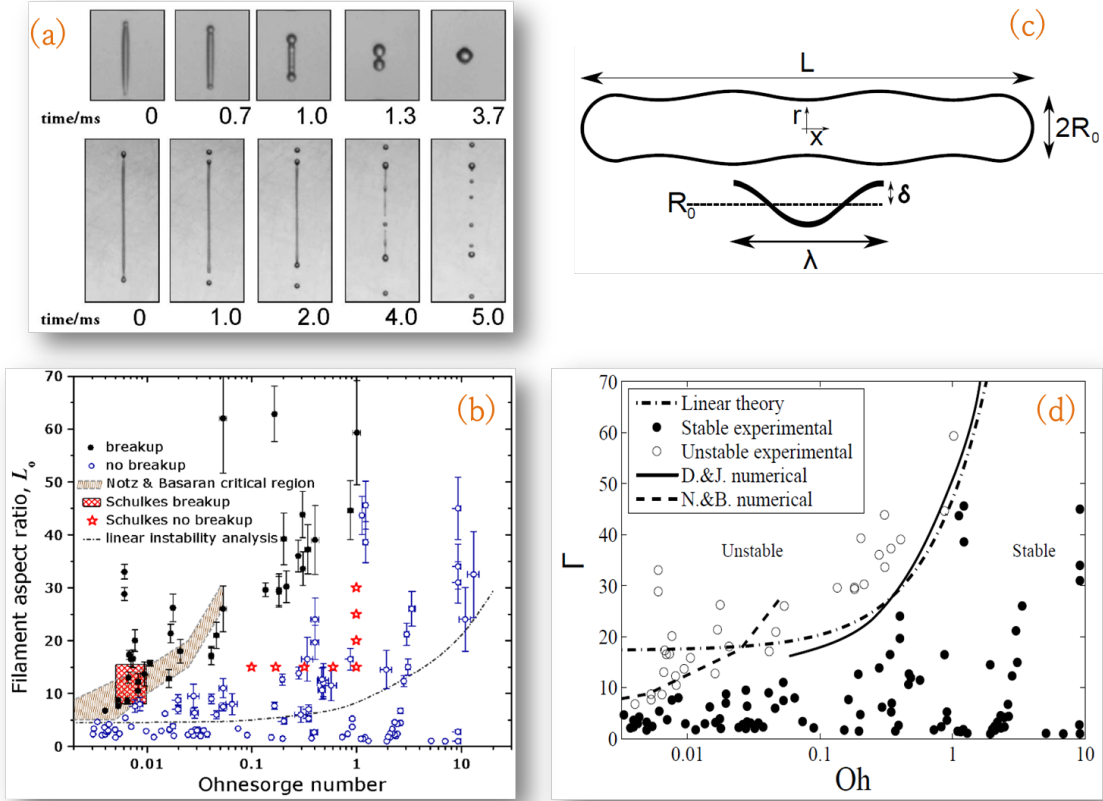 (a)
time/ms 0 0.7 1.0 1.3 3.7
time/ms 0 1.0 2.0 4.0 5.0
(c)
L
r
x
2R₀
R₀
δ
λ
(b)
70
60
50
40
30
20
10
0
Filament aspect ratio, Lₒ
breakup
no breakup
Notz & Basaran critical region
Schulkes breakup
Schulkes no breakup
linear instability analysis
0.01 0.1 1 10
Ohnesorge number
(d)
70
60
50
40
30
20
10
0
Γ
Linear theory
Stable experimental
Unstable experimental
D.&J. numerical
N.&B. numerical
Unstable
Stable
0.01 0.1 1 10
Oh